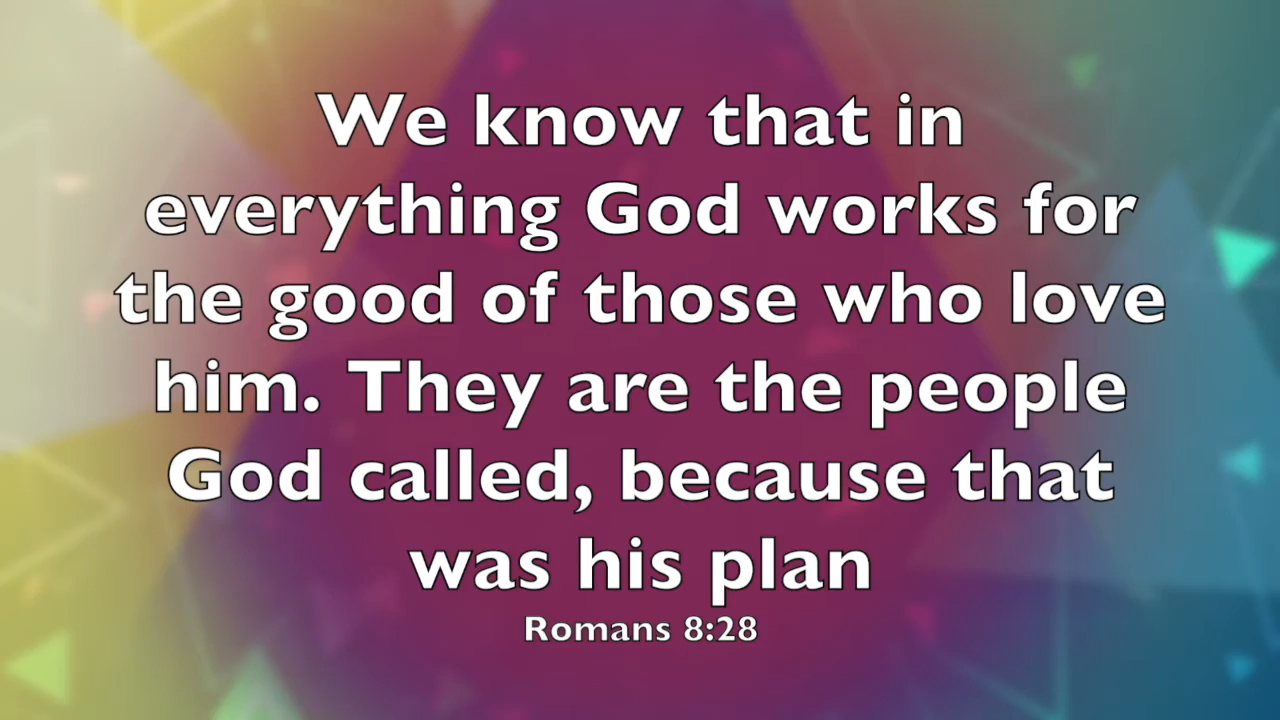 We know that in
everything God works for
the good of those who love
him. They are the people
God called, because that
was his plan
Romans 8:28